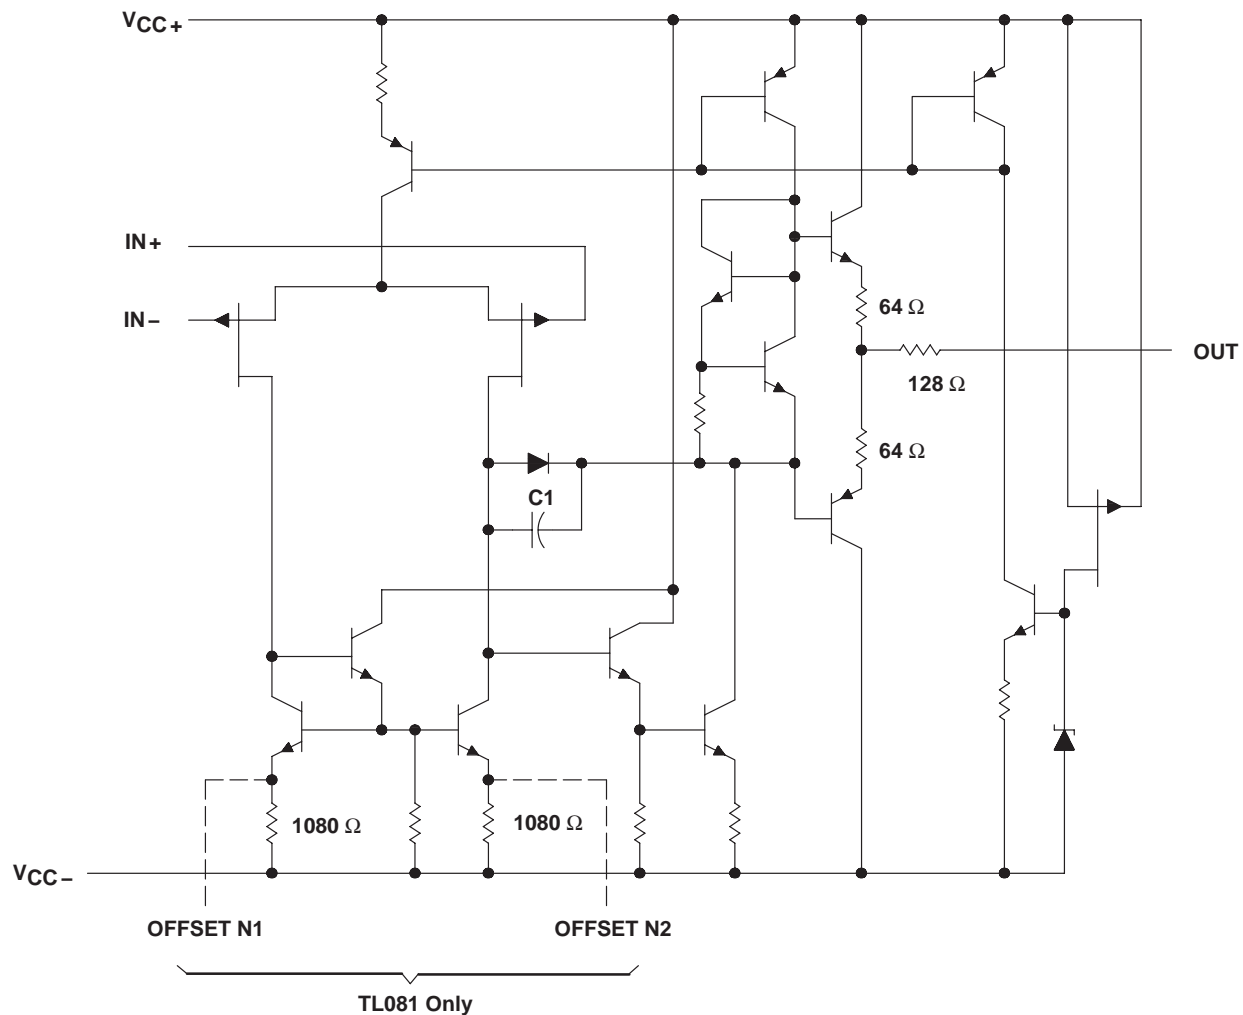 VCC+
IN+
IN−
64 Ω
OUT
128 Ω
64 Ω
C1
1080 Ω
1080 Ω
VCC−
OFFSET N1
OFFSET N2
TL081 Only